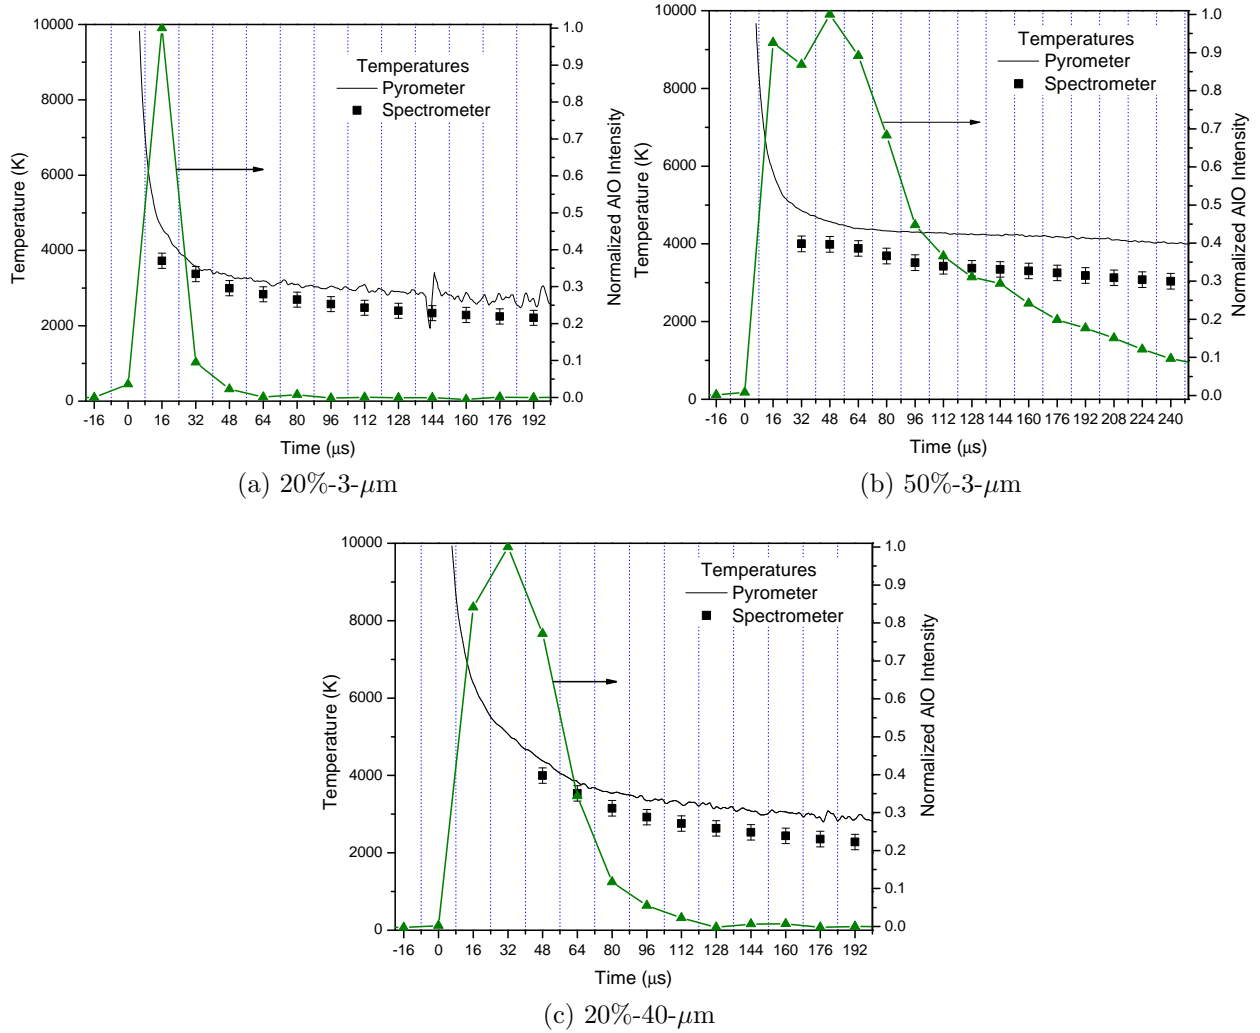 10000
8000
6000
4000
2000
0
Temperature (K)
-16 0 16 32 48 64 80 96 112 128 144 160 176 192
Time (μs)
Temperatures
Pyrometer
Spectrometer
1.0
0.9
0.8
0.7
0.6
0.5
0.4
0.3
0.2
0.1
0.0
Normalized AlO Intensity
(a) 20%-3-μm
10000
8000
6000
4000
2000
0
Temperature (K)
-16 0 16 32 48 64 80 96 112 128 144 160 176 192 208 224 240
Time (μs)
Temperatures
Pyrometer
Spectrometer
1.0
0.9
0.8
0.7
0.6
0.5
0.4
0.3
0.2
0.1
0.0
Normalized AlO Intensity
(b) 50%-3-μm
10000
8000
6000
4000
2000
0
Temperature (K)
-16 0 16 32 48 64 80 96 112 128 144 160 176 192
Time (μs)
Temperatures
Pyrometer
Spectrometer
1.0
0.9
0.8
0.7
0.6
0.5
0.4
0.3
0.2
0.1
0.0
Normalized AlO Intensity
(c) 20%-40-μm